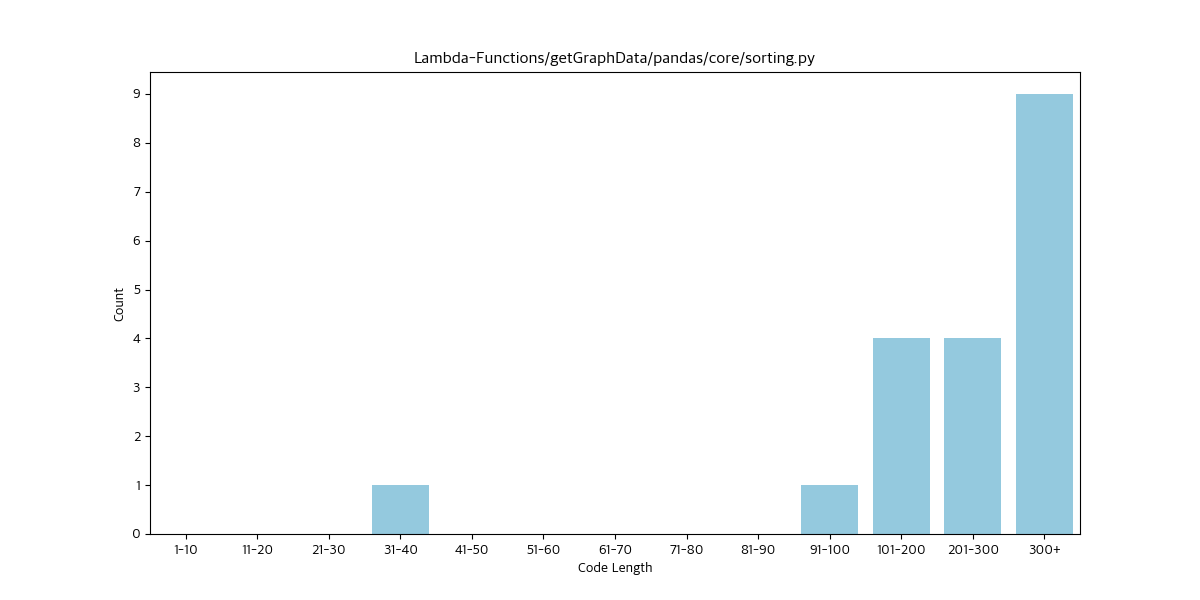 Lambda-Functions/getGraphData/pandas/core/sorting.py
9
8
7
6
5
4
3
2
1
0
Count
1-10 11-20 21-30 31-40 41-50 51-60 61-70 71-80 81-90 91-100 101-200 201-300 300+
Code Length